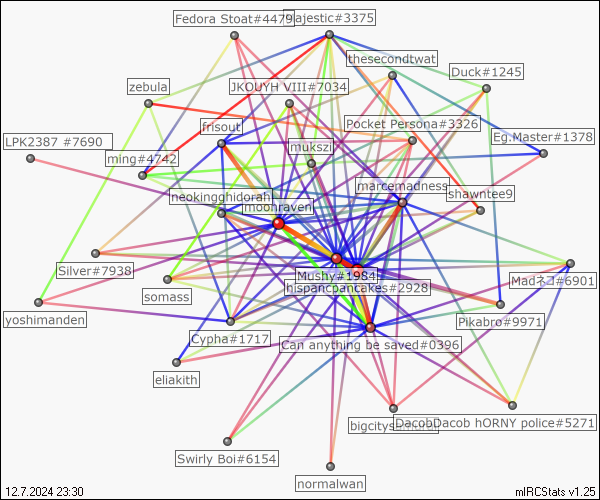 Fedora Stoat#4479
ajestic#3375
thesecondtwat
Duck#1245
zebula
JKOUYH VIII#7034
Pocket Persona#3326
frisout
Eg.Master#1378
LPK2387 #7690
mukszi
ming#4742
marcemadness
shawntee9
neokingghidorah
moonraven
Silver#7938
Mushy#1984
Madネコ#6901
somass
hispancpancakes#2928
yoshimanden
Pikabro#9971
Cypha#1717
Can anything be saved#0396
eliakith
DacobDacob hORNY police#5271
Swirly Boi#6154
normalwan
12.7.2024 23:30
mIRCStats v1.25